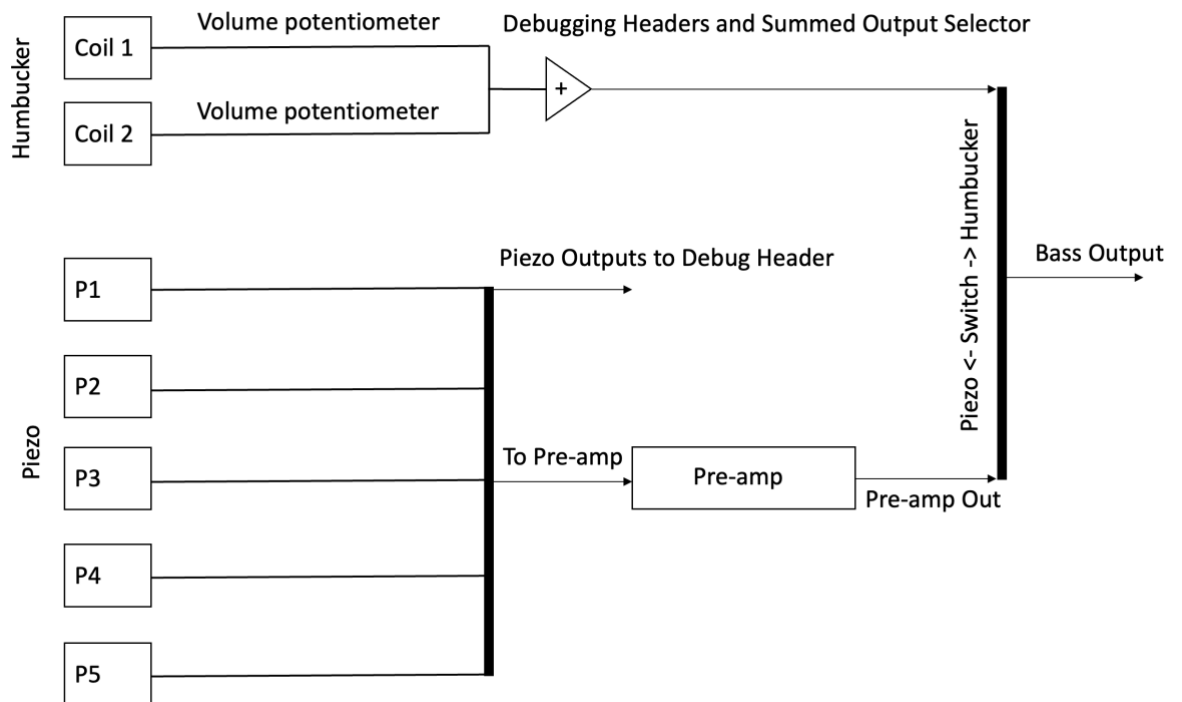 Volume potentiometer
Debugging Headers and Summed Output Selector
Humbucker
Coil 1
+
Volume potentiometer
Coil 2
Piezo <- Switch -> Humbucker
Bass Output
Piezo Outputs to Debug Header
Piezo
P1
P2
To Pre-amp
P3
Pre-amp
Pre-amp Out
P4
P5